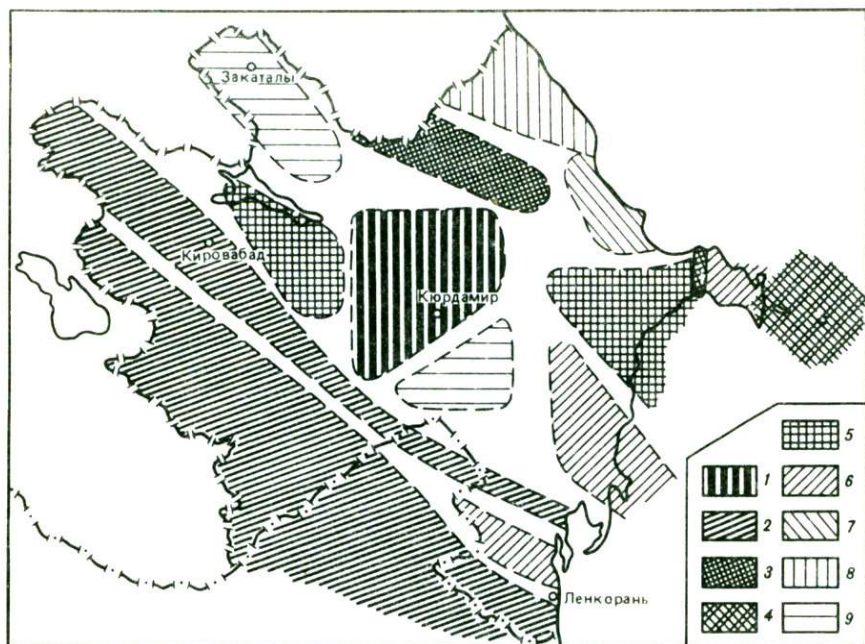 Закаталы
Кировабад
Кюрдамир
Ленкорань
5
1 6
2 7
3 8
4 9